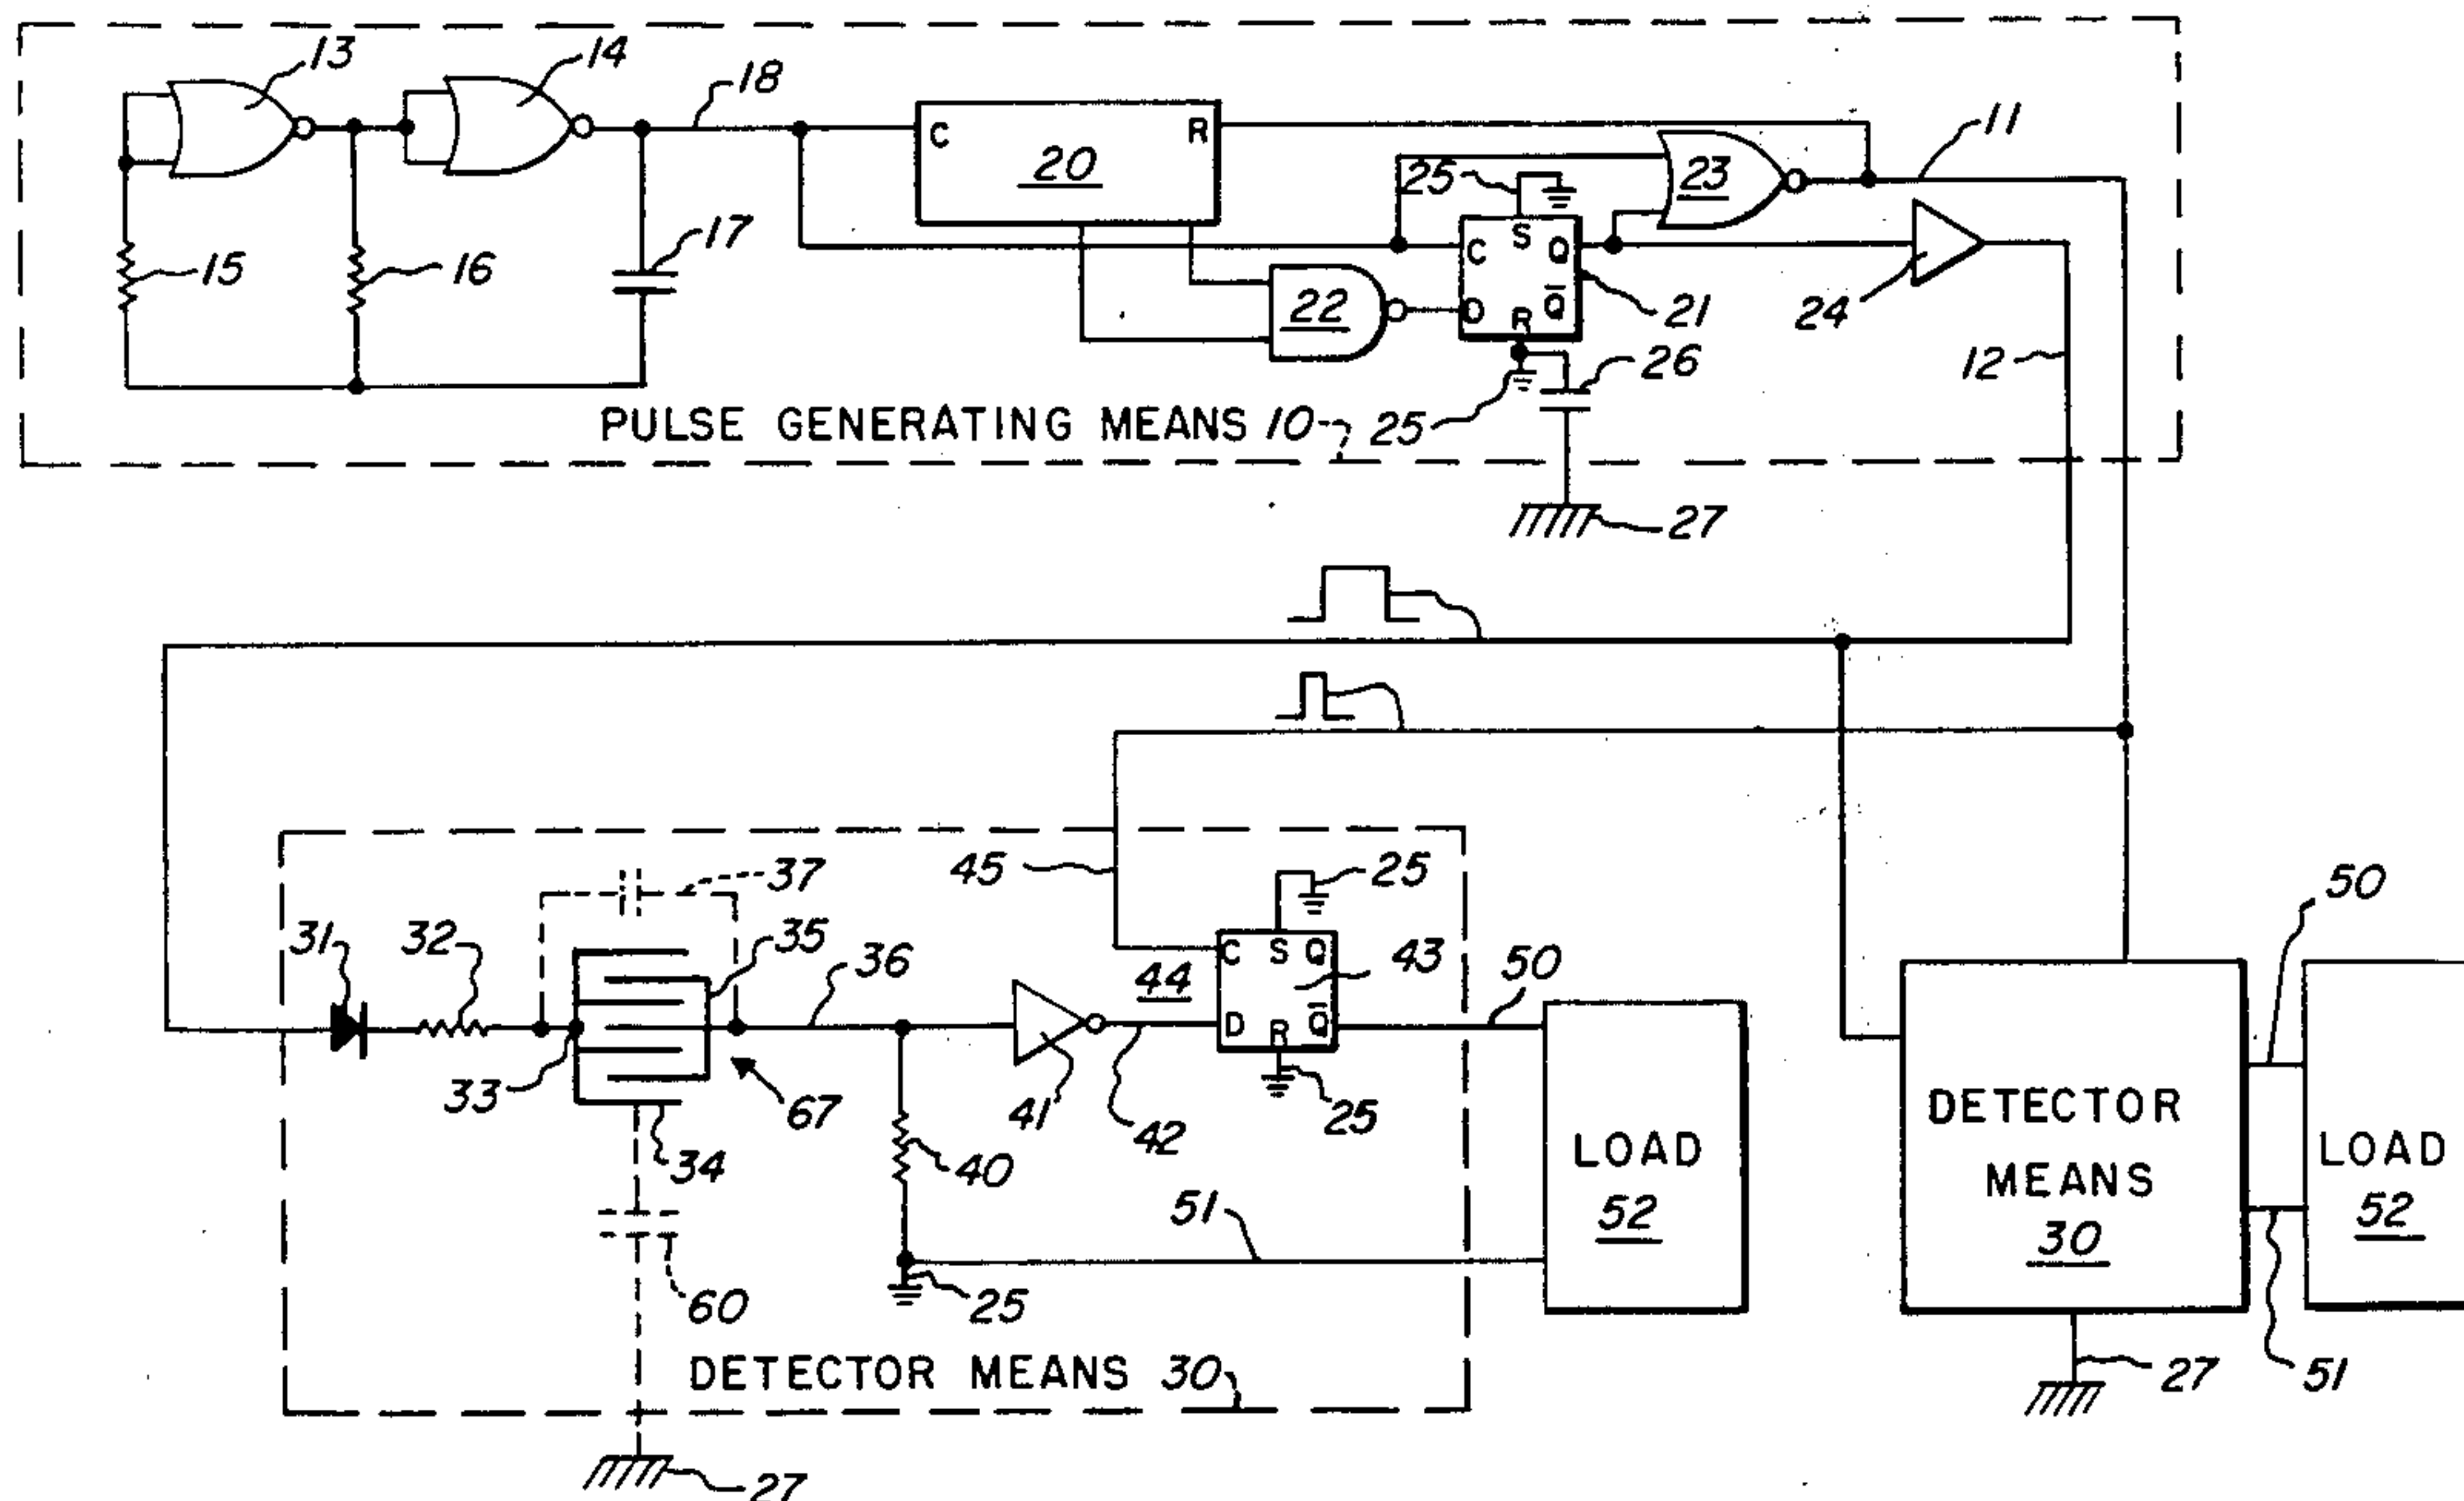 13
14
18
11
C
R
20
25
23
S
C
Q
17
15
16
22
D
R
Q̅
21
24
12
26
PULSE GENERATING MEANS 10
25
27
45
37
25
50
31
32
35
36
C
S
Q
43
44
50
D
R
Q̅
33
67
41
42
25
34
40
LOAD
52
DETECTOR
MEANS
30
LOAD
52
51
60
25
DETECTOR MEANS 30
27
51
27